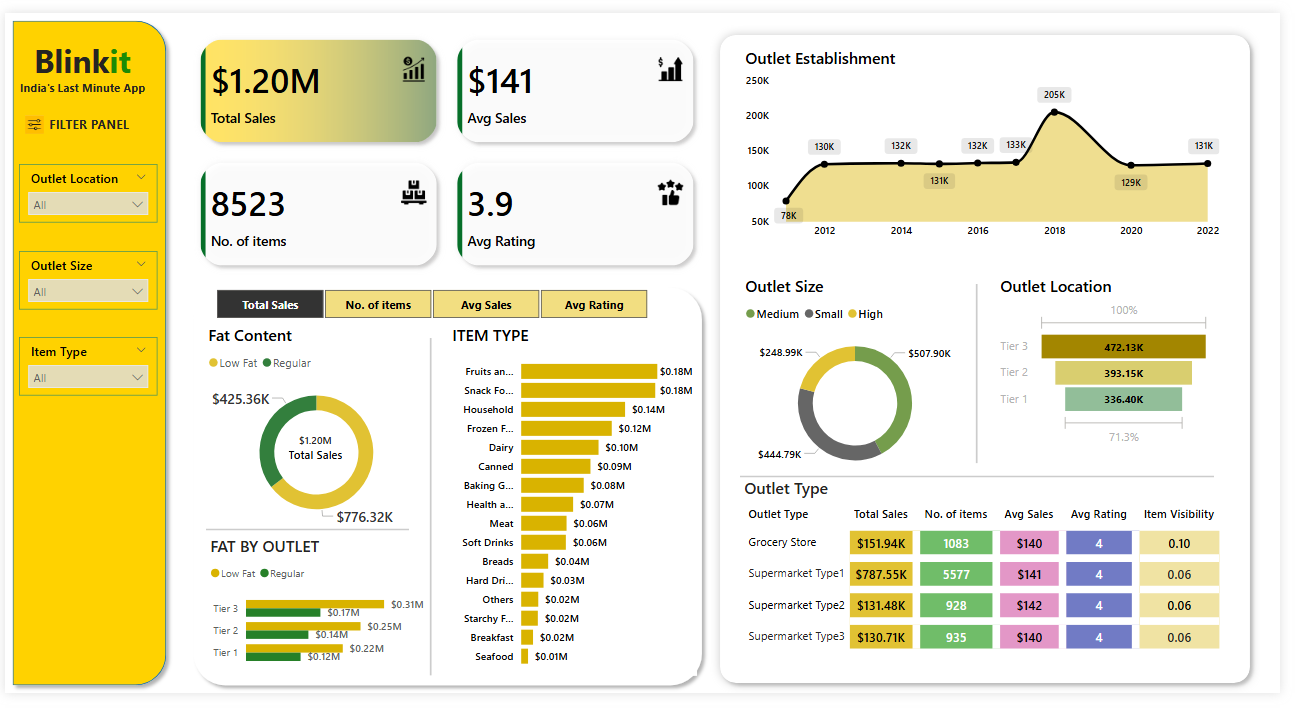 Blinkit
India's Last Minute App
FILTER PANEL
Outlet Location
All
Outlet Size
All
Item Type
All
$1.20M
Total Sales
$141
Avg Sales
8523
No. of items
3.9
Avg Rating
Total Sales No. of items Avg Sales Avg Rating
Fat Content
Low Fat Regular
$425.36K
$1.20M
Total Sales
$776.32K
FAT BY OUTLET
Low Fat Regular
Tier 3 $0.31M
$0.17M
Tier 2 $0.25M
$0.14M
Tier 1 $0.22M
$0.12M
ITEM TYPE
Fruits an... $0.18M
Snack Fo... $0.18M
Household $0.14M
Frozen F... $0.12M
Dairy $0.10M
Canned $0.09M
Baking G... $0.08M
Health a... $0.07M
Meat $0.06M
Soft Drinks $0.06M
Breads $0.04M
Hard Dri... $0.03M
Others $0.02M
Starchy F... $0.02M
Breakfast $0.02M
Seafood $0.01M
Outlet Establishment
250K
200K
150K
100K
50K
78K
130K
132K
131K
132K
133K
205K
129K
131K
2012 2014 2016 2018 2020 2022
Outlet Size
Medium Small High
$248.99K
$507.90K
$444.79K
Outlet Location
100%
Tier 3 472.13K
Tier 2 393.15K
Tier 1 336.40K
71.3%
Outlet Type
Outlet Type Total Sales No. of items Avg Sales Avg Rating Item Visibility
Grocery Store $151.94K 1083 $140 4 0.10
Supermarket Type1 $787.55K 5577 $141 4 0.06
Supermarket Type2 $131.48K 928 $142 4 0.06
Supermarket Type3 $130.71K 935 $140 4 0.06